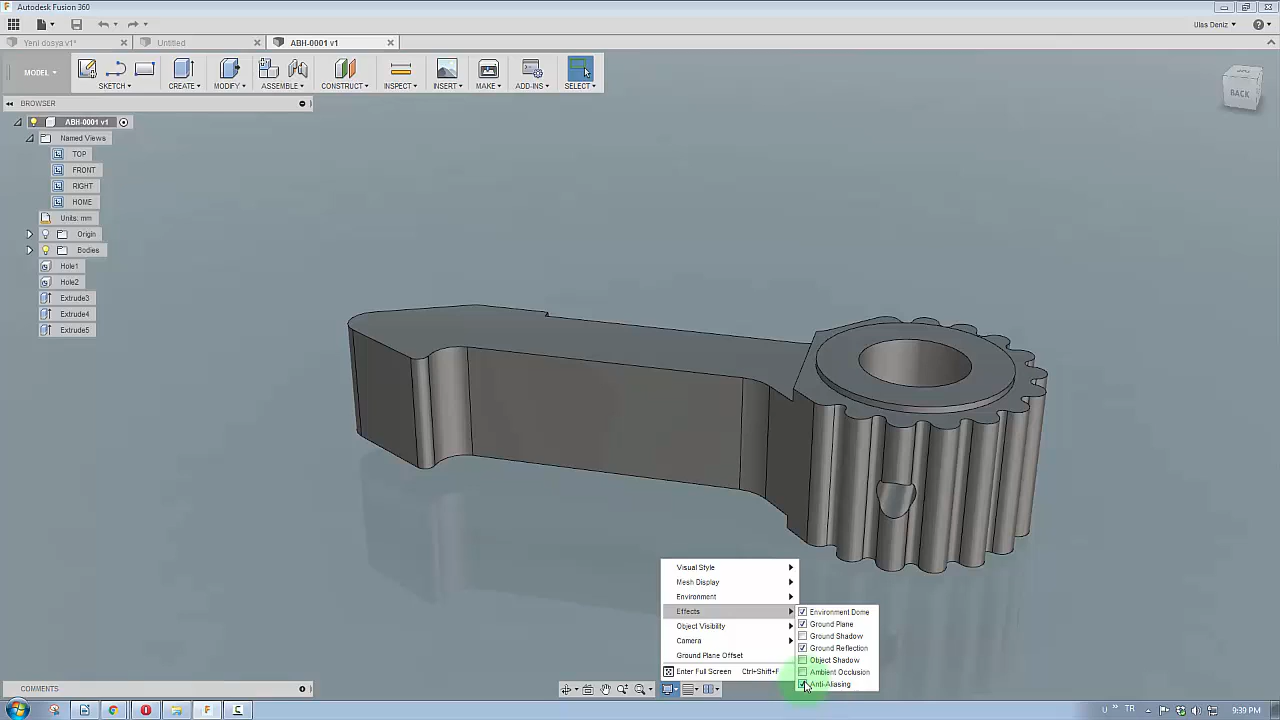 Autodesk Fusion 360
Ulas Deniz
Yeni dosya v1*
Untitled
ABH-0001 v1
MODEL
SKETCH
CREATE
MODIFY
ASSEMBLE
CONSTRUCT
INSPECT
INSERT
MAKE
ADD-INS
SELECT
BACK
BROWSER
ABH-0001 v1
Named Views
TOP
FRONT
RIGHT
HOME
Units: mm
Origin
Bodies
Hole1
Hole2
Extrude3
Extrude4
Extrude5
Visual Style
Mesh Display
Environment
Effects
Object Visibility
Camera
Ground Plane Offset
Enter Full Screen Ctrl+Shift+F
Environment Dome
Ground Plane
Ground Shadow
Ground Reflection
Object Shadow
Ambient Occlusion
Anti-Aliasing
COMMENTS
TR
9:39 PM